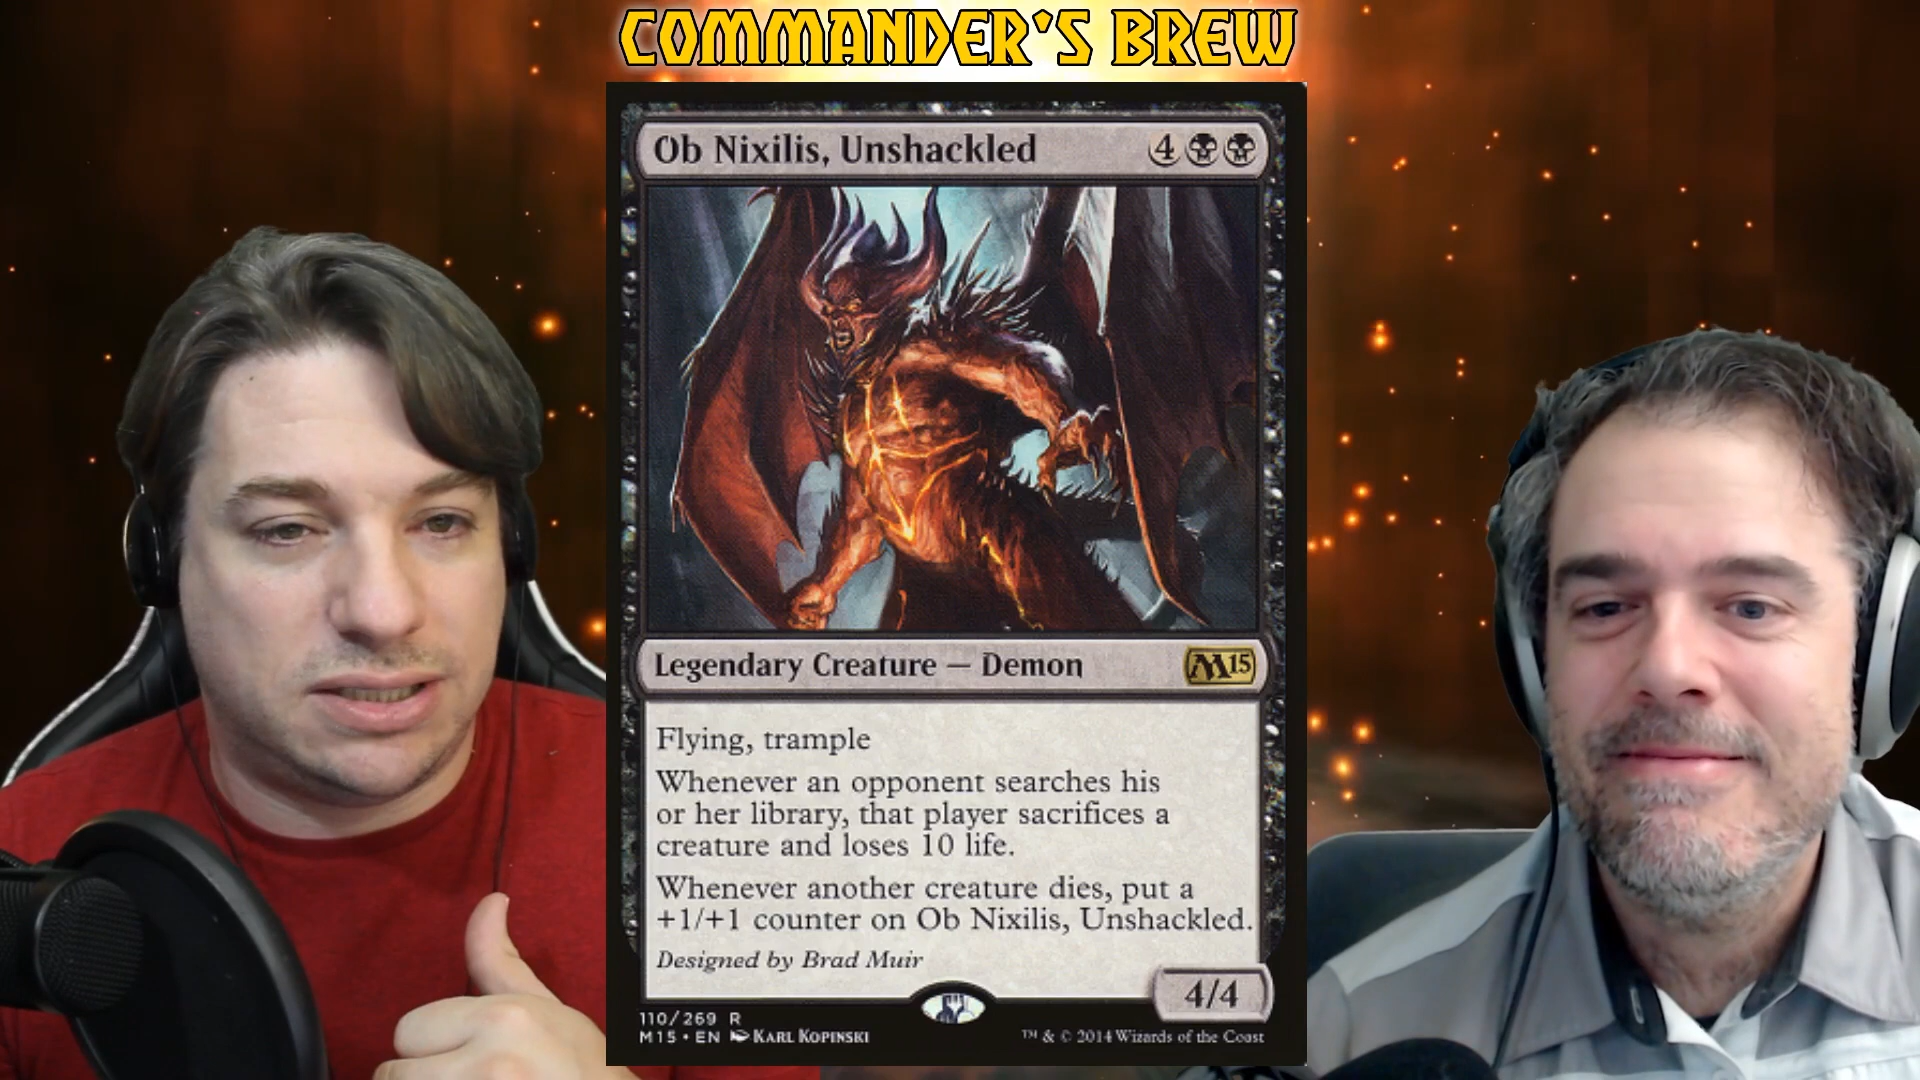 COMMANDER'S BREW
Ob Nixilis, Unshackled 4
Legendary Creature — Demon M15
Flying, trample
Whenever an opponent searches his
or her library, that player sacrifices a
creature and loses 10 life.
Whenever another creature dies, put a
+1/+1 counter on Ob Nixilis, Unshackled.
Designed by Brad Muir
4/4
110/269 R
M15 • EN KARL KOPINSKI
™ & © 2014 Wizards of the Coast